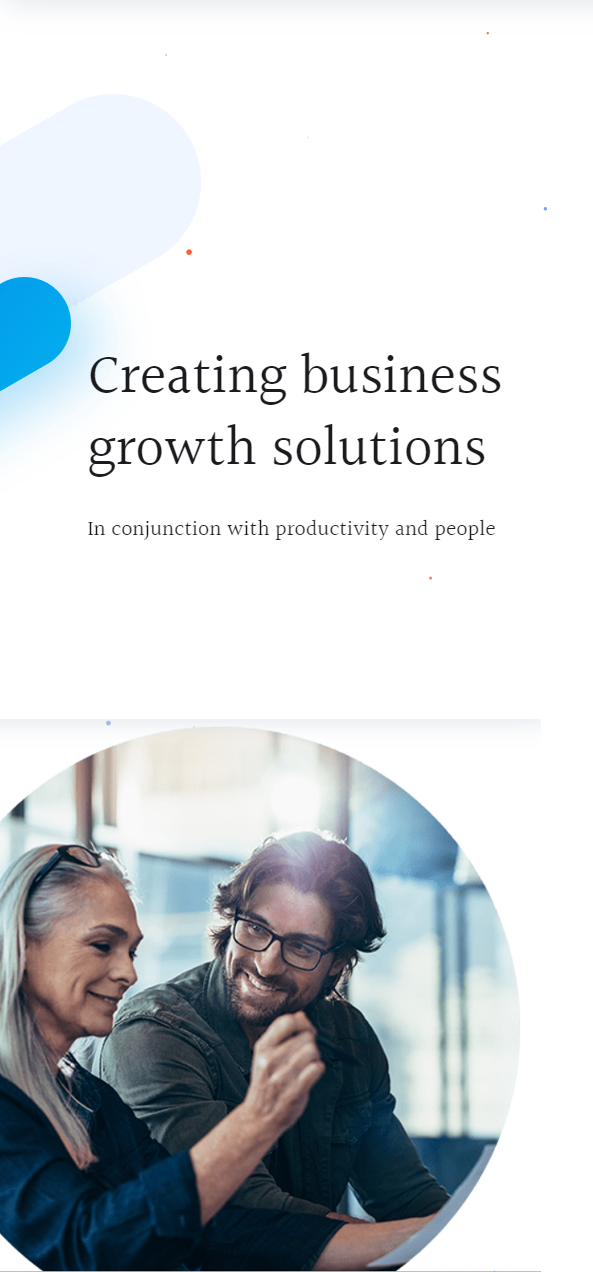 Creating business
growth solutions
In conjunction with productivity and people